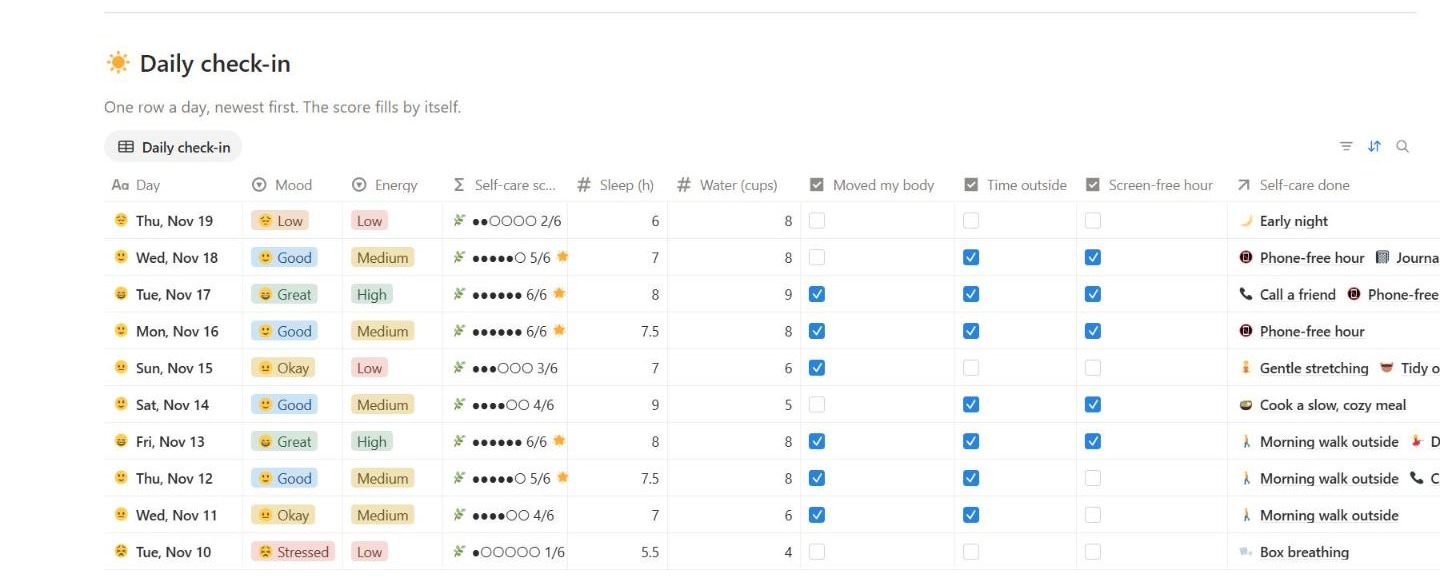 ☀️ Daily check-in
One row a day, newest first. The score fills by itself.
Daily check-in
Aa Day Mood Energy Σ Self-care sc... # Sleep (h) # Water (cups) Moved my body Time outside Screen-free hour Self-care done
Thu, Nov 19 Low Low 🌿 ●●○○○○ 2/6 6 8 Early night
Wed, Nov 18 Good Medium 🌿 ●●●●●○ 5/6 🌟 7 8 Phone-free hour Journa
Tue, Nov 17 Great High 🌿 ●●●●●● 6/6 🌟 8 9 Call a friend Phone-free
Mon, Nov 16 Good Medium 🌿 ●●●●●● 6/6 🌟 7.5 8 Phone-free hour
Sun, Nov 15 Okay Low 🌿 ●●●○○○ 3/6 7 6 Gentle stretching Tidy o
Sat, Nov 14 Good Medium 🌿 ●●●●○○ 4/6 9 5 Cook a slow, cozy meal
Fri, Nov 13 Great High 🌿 ●●●●●● 6/6 🌟 8 8 Morning walk outside D
Thu, Nov 12 Good Medium 🌿 ●●●●●○ 5/6 🌟 7.5 8 Morning walk outside C
Wed, Nov 11 Okay Medium 🌿 ●●●●○○ 4/6 7 6 Morning walk outside
Tue, Nov 10 Stressed Low 🌿 ●○○○○○ 1/6 5.5 4 Box breathing